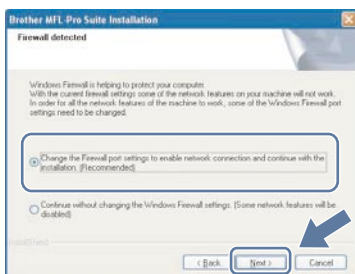 Brother MFL-Pro Suite Installation
Firewall detected
Windows Firewall is helping to protect your computer.
With the current firewall settings some of the network features on your machine will not work.
In order for all the network features of the machine to work, some of the Windows Firewall port
settings need to be changed.
Change the Firewall port settings to enable network connection and continue with the
installation. (Recommended)
Continue without changing the Windows Firewall settings. (Some network features will be
disabled)
InstallShield
< Back
Next >
Cancel